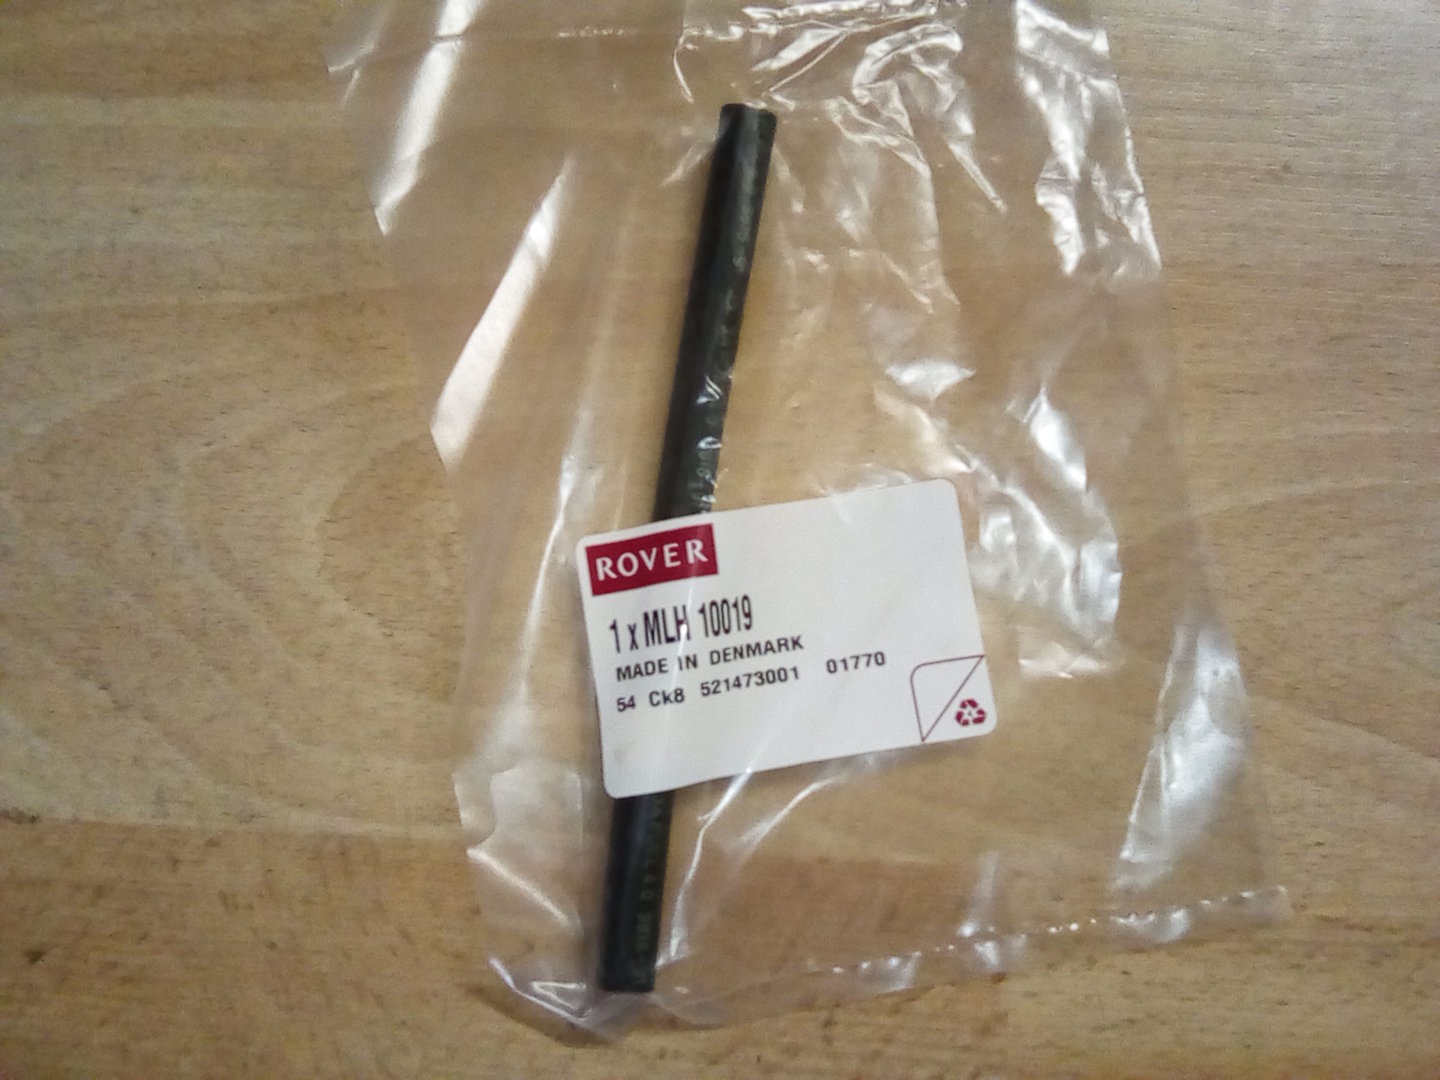 ROVER
1 x MLH 10019
MADE IN DENMARK
54 Ck8 521473001 01770